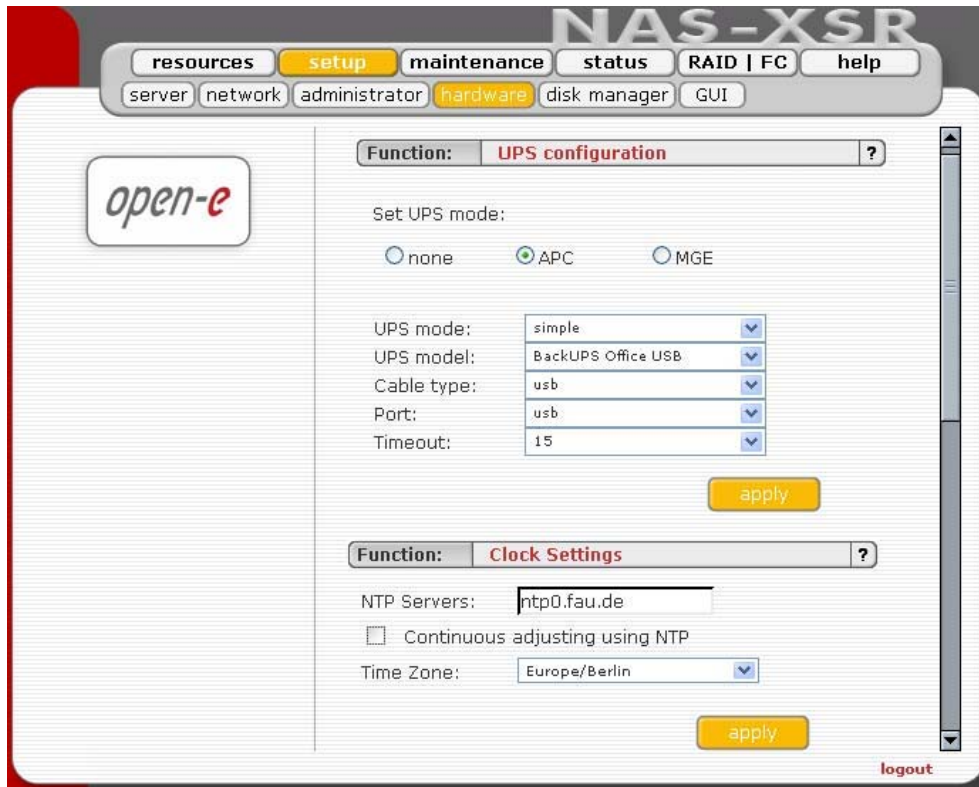 NAS-XSR
resources setup maintenance status RAID | FC help
server network administrator hardware disk manager GUI
open-e
Function: UPS configuration ?
Set UPS mode:
none APC MGE
UPS mode: simple
UPS model: BackUPS Office USB
Cable type: usb
Port: usb
Timeout: 15
apply
Function: Clock Settings ?
NTP Servers: ntp0.fau.de
Continuous adjusting using NTP
Time Zone: Europe/Berlin
apply
logout